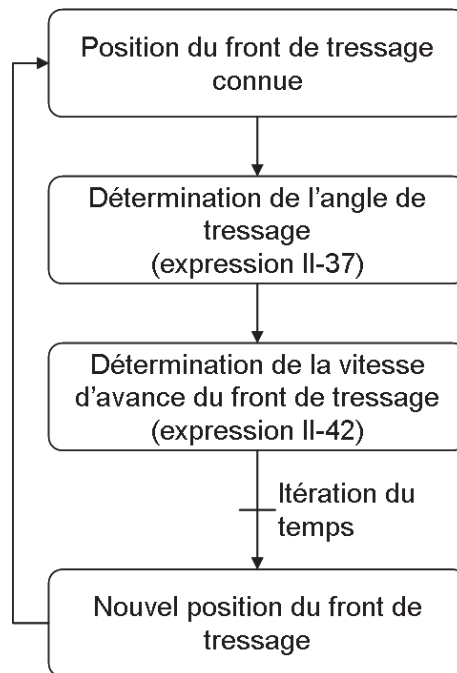 Position du front de tressage
connue
Détermination de l'angle de
tressage
(expression II-37)
Détermination de la vitesse
d'avance du front de tressage
(expression II-42)
Itération du
temps
Nouvel position du front de
tressage